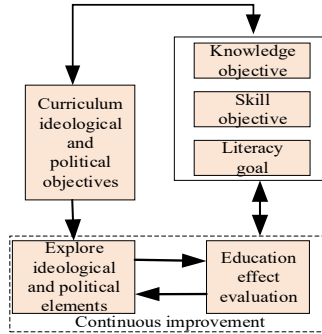 Knowledge
objective
Skill
objective
Literacy
goal
Curriculum
ideological
and
political
objectives
Explore
ideological
and political
elements
Education
effect
evaluation
Continuous improvement